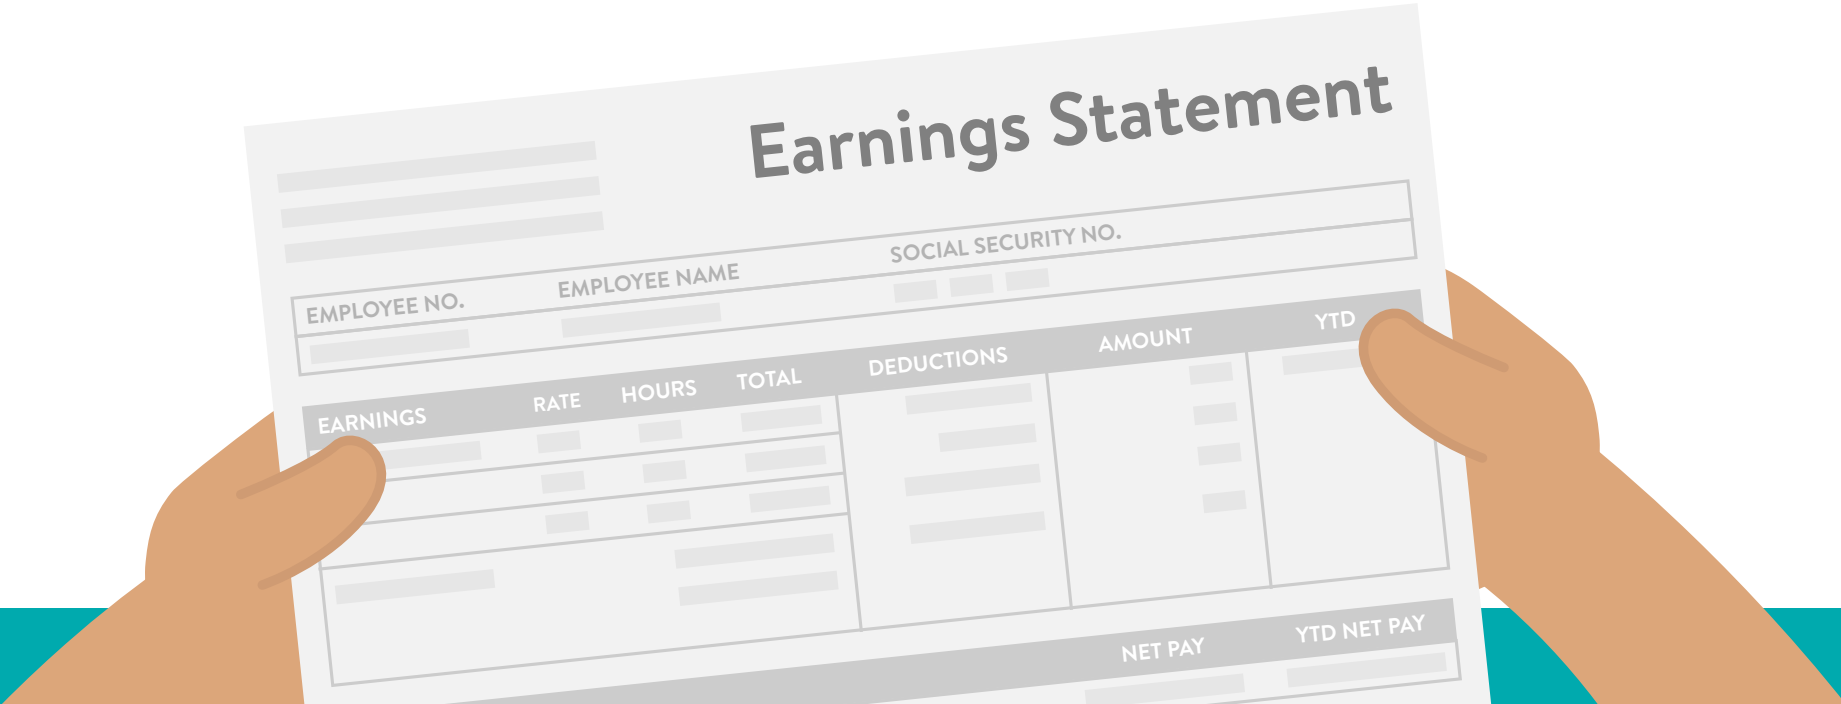 Earnings Statement
EMPLOYEE NO. EMPLOYEE NAME SOCIAL SECURITY NO.
EARNINGS RATE HOURS TOTAL DEDUCTIONS AMOUNT YTD
NET PAY YTD NET PAY